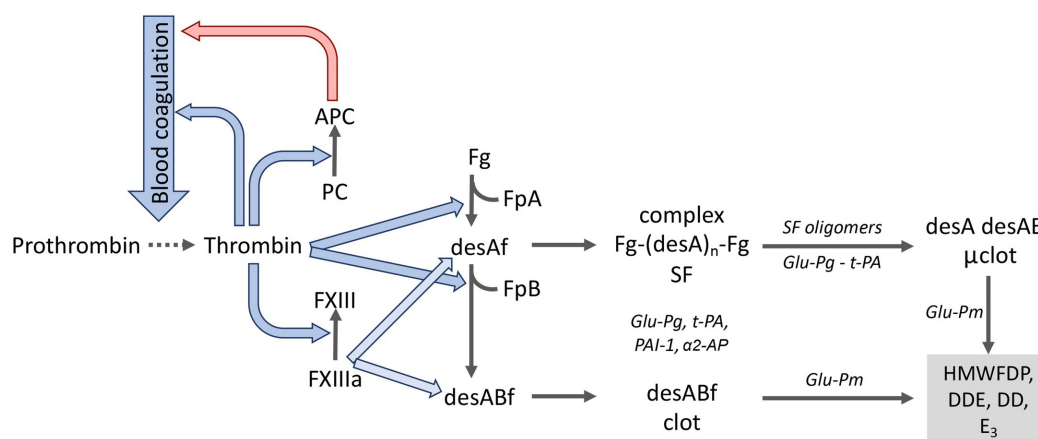 Blood coagulation
APC
PC
Fg
FpA
Prothrombin
Thrombin
desAf
complex
Fg-(desA)n-Fg
SF
SF oligomers
Glu-Pg - t-PA
desA desAB
μclot
FpB
FXIII
FXIIIa
Glu-Pg, t-PA,
PAI-1, α2-AP
Glu-Pm
desABf
desABf
clot
Glu-Pm
HMWFDP,
DDE, DD,
E₃